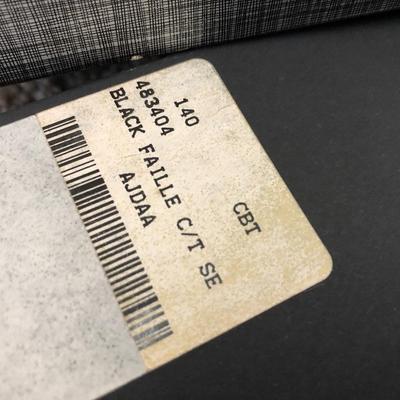 140 CBT
483404
BLACK FAILLE C/T SE
AJDAA